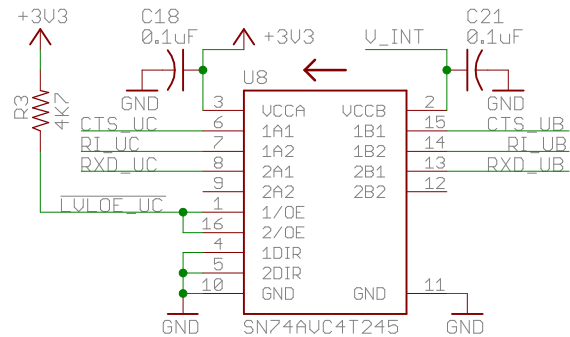 +3V3
C18
0.1uF
+3V3
V_INT
C21
0.1uF
GND
U8
GND
R3
4K7
3 VCCA VCCB 2
CTS_UC 6 1A1 1B1 15 CTS_UB
RI_UC 7 1A2 1B2 14 RI_UB
RXD_UC 8 2A1 2B1 13 RXD_UB
9 2A2 2B2 12
LVLOE_UC 1 1/OE
16 2/OE
4 1DIR
5 2DIR
10 GND GND 11
GND
SN74AVC4T245
GND